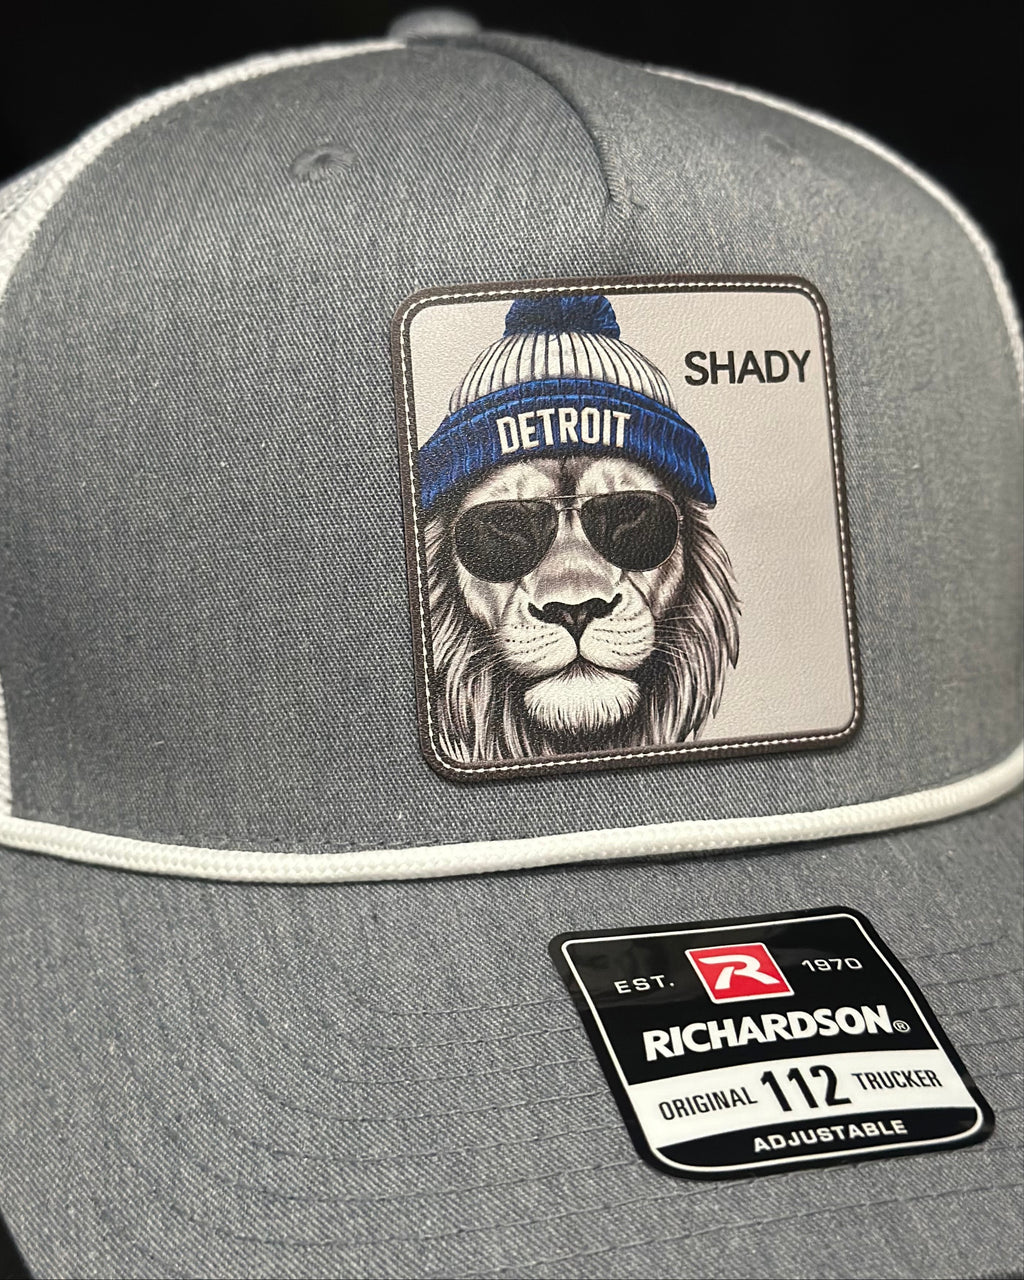 SHADY
DETROIT
EST. R 1970
RICHARDSON®
ORIGINAL 112 TRUCKER
ADJUSTABLE